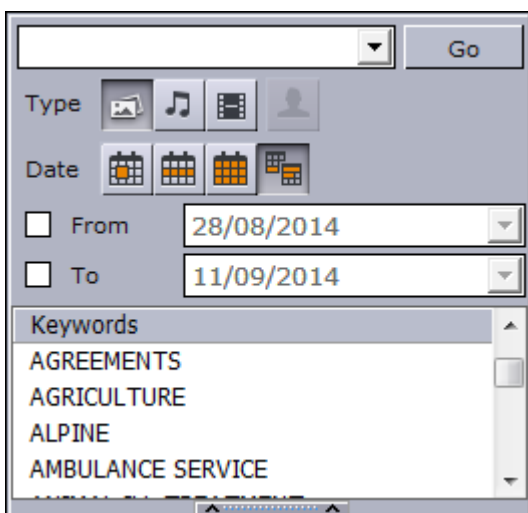 Go
Type
Date
From 28/08/2014
To 11/09/2014
Keywords
AGREEMENTS
AGRICULTURE
ALPINE
AMBULANCE SERVICE